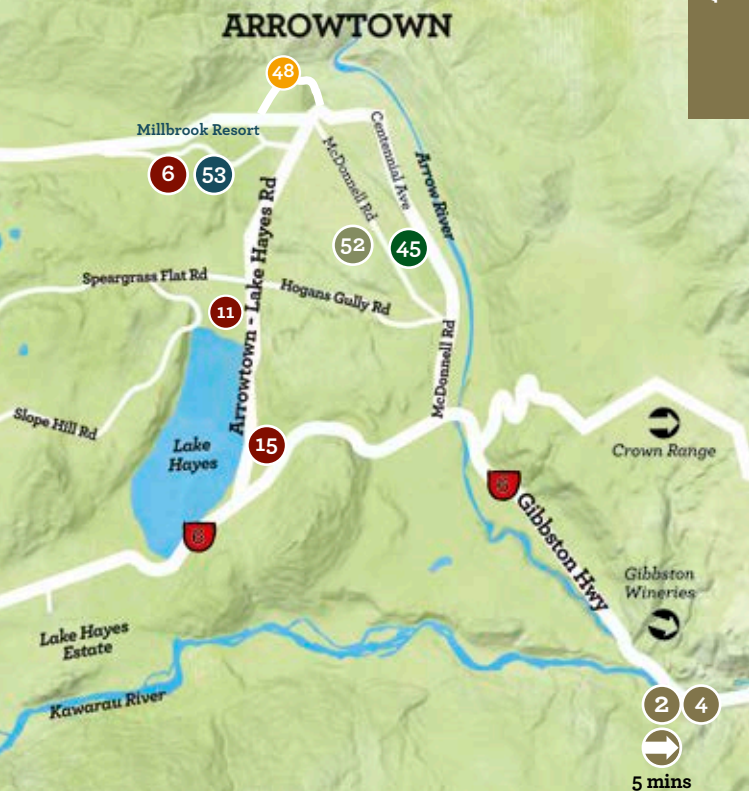 ARROWTOWN
48
Millbrook Resort
6
53
Centennial Ave
McDonnell Rd
Arrow River
52
45
Speargrass Flat Rd
Arrowtown - Lake Hayes Rd
Hogans Gully Rd
11
McDonnell Rd
Slope Hill Rd
Lake
Hayes
15
Crown Range
6
Gibbston Hwy
6
Gibbston
Wineries
Lake Hayes
Estate
Kawarau River
2
4
5 mins